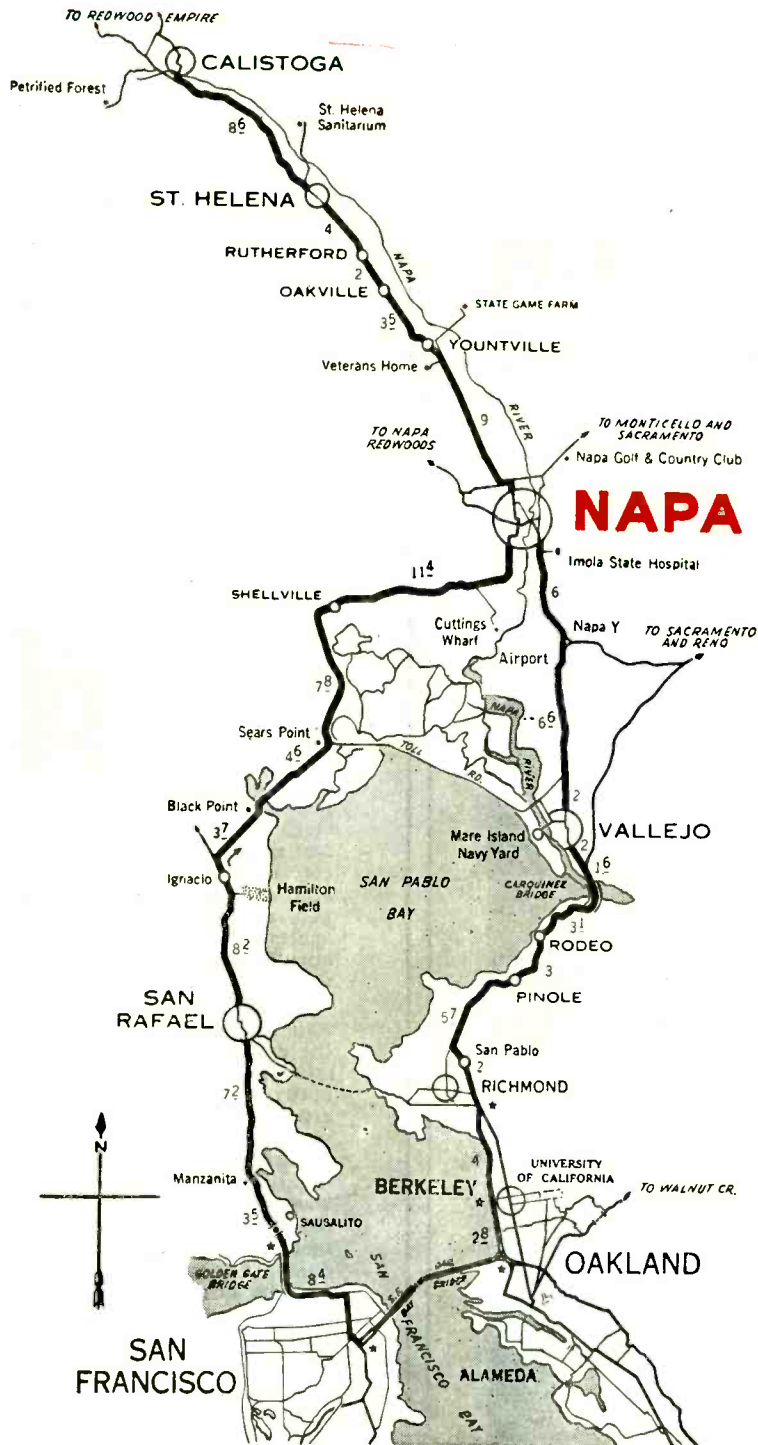 TO REDWOOD EMPIRE
CALISTOGA
Petrified Forest
8 6
St. Helena
Sanitarium
ST. HELENA
4
RUTHERFORD
NAPA
2
OAKVILLE
3 5
STATE GAME FARM
YOUNTVILLE
Veterans Home
9
RIVER
TO NAPA
REDWOODS
TO MONTICELLO AND
SACRAMENTO
Napa Golf & Country Club
NAPA
Imola State Hospital
11 4
6
SHELLVILLE
Cuttings
Wharf
Napa Y
TO SACRAMENTO
AND RENO
Airport
7 8
NAPA
6 6
Sears Point
TOLL
RD.
RIVER
4 6
Black Point
2
VALLEJO
3 7
Mare Island
Navy Yard
2
1 6
Ignacio
Hamilton
Field
SAN PABLO
BAY
CARQUINEZ
BRIDGE
3 1
8 2
RODEO
3
PINOLE
SAN
RAFAEL
5 7
San Pablo
2
RICHMOND
7 2
N
4
UNIVERSITY
OF CALIFORNIA
Manzanita
BERKELEY
TO WALNUT CR.
3 5
SAUSALITO
2 8
OAKLAND
GOLDEN GATE
BRIDGE
8 4
SAN
BAY
BRIDGE
FRANCISCO
SAN
FRANCISCO
ALAMEDA
BAY